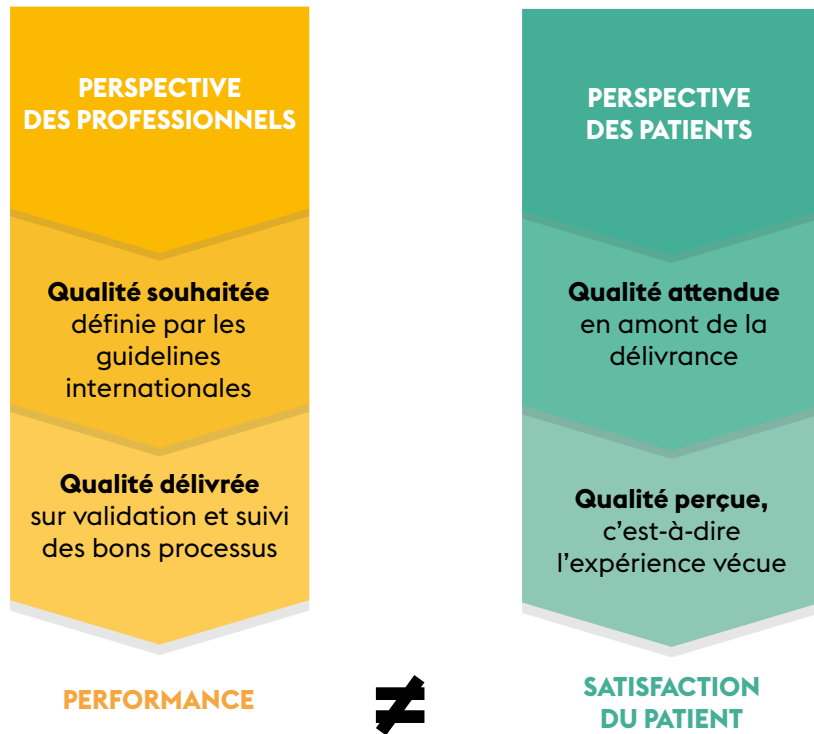 PERSPECTIVE
DES PROFESSIONNELS
Qualité souhaitée
définie par les
guidelines
internationales
Qualité délivrée
sur validation et suivi
des bons processus
PERFORMANCE
≠
PERSPECTIVE
DES PATIENTS
Qualité attendue
en amont de la
délivrance
Qualité perçue,
c’est-à-dire
l’expérience vécue
SATISFACTION
DU PATIENT